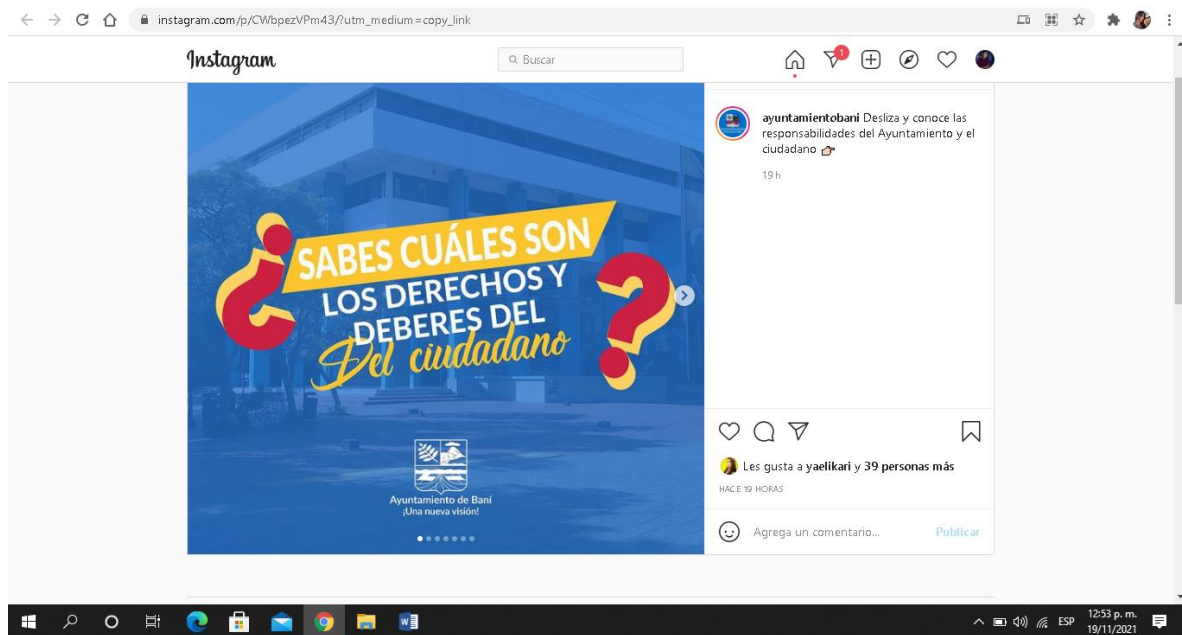 instagram.com/p/CWbpezVPm43/?utm_medium=copy_link
Instagram
Buscar
1
¿SABES CUÁLES SON
LOS DERECHOS Y
DEBERES DEL
Del ciudadano?
Ayuntamiento de Baní
¡Una nueva visión!
ayuntamientobani Desliza y conoce las
responsabilidades del Ayuntamiento y el
ciudadano 👉
19 h
Les gusta a yaelikari y 39 personas más
HACE 19 HORAS
Agrega un comentario... Publicar
ESP
12:53 p. m.
19/11/2021